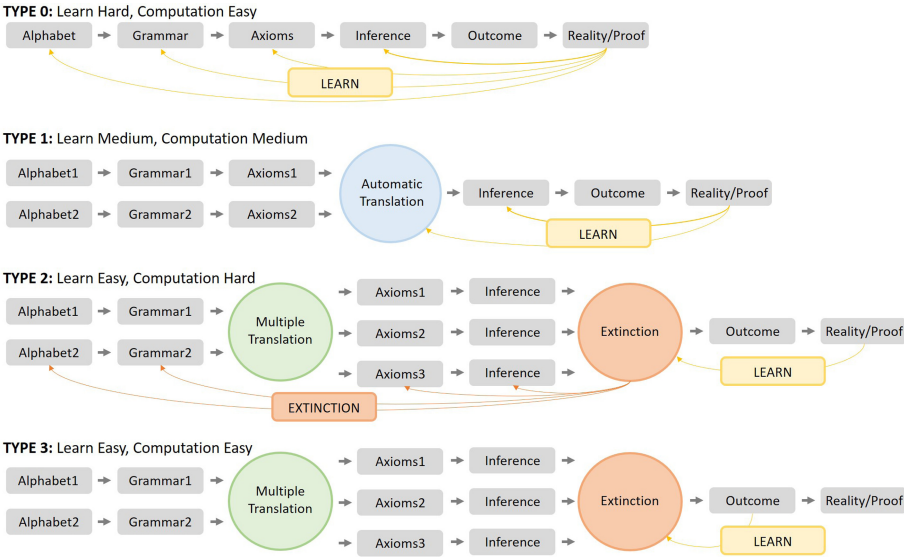 TYPE 0: Learn Hard, Computation Easy
Alphabet Grammar Axioms Inference Outcome Reality/Proof
LEARN
TYPE 1: Learn Medium, Computation Medium
Alphabet1 Grammar1 Axioms1
Automatic
Translation
Inference Outcome Reality/Proof
Alphabet2 Grammar2 Axioms2
LEARN
TYPE 2: Learn Easy, Computation Hard
Alphabet1 Grammar1
Multiple
Translation
Axioms1 Inference
Axioms2 Inference
Extinction
Outcome Reality/Proof
Alphabet2 Grammar2
Axioms3 Inference
LEARN
EXTINCTION
TYPE 3: Learn Easy, Computation Easy
Alphabet1 Grammar1
Multiple
Translation
Axioms1 Inference
Axioms2 Inference
Extinction
Outcome Reality/Proof
Alphabet2 Grammar2
Axioms3 Inference
LEARN